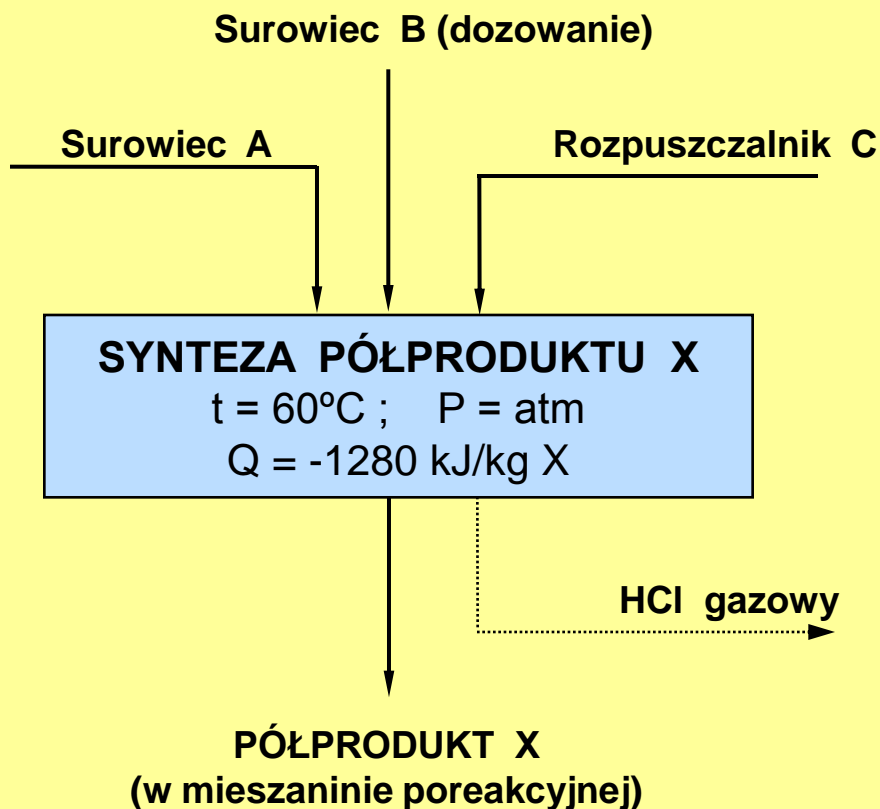 Surowiec B (dozowanie)
Surowiec A
Rozpuszczalnik C
SYNTEZA PÓŁPRODUKTU X
t = 60ºC ; P = atm
Q = -1280 kJ/kg X
HCl gazowy
PÓŁPRODUKT X
(w mieszaninie poreakcyjnej)